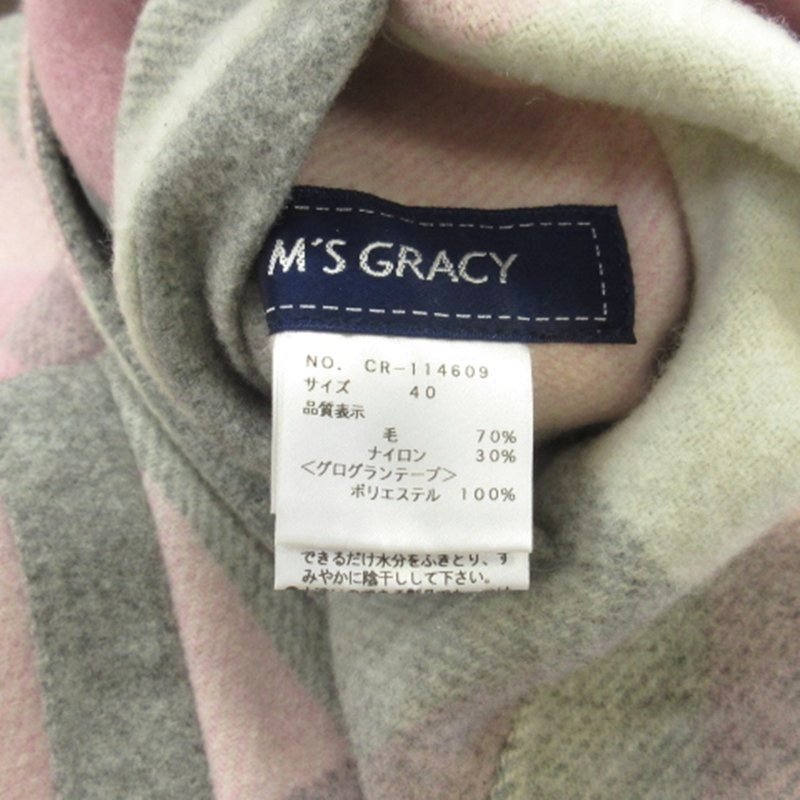 M'S GRACY
NO. CR-114609
サイズ 40
品質表示
毛 70%
ナイロン 30%
<グログランテープ>
ポリエステル 100%
できるだけ水分をふきとり、す
みやかに陰干しして下さい。